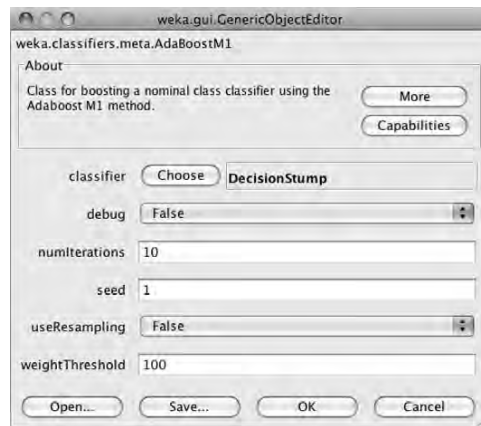 weka.gui.GenericObjectEditor
weka.classifiers.meta.AdaBoostM1
About
Class for boosting a nominal class classifier using the
Adaboost M1 method.
More
Capabilities
classifier Choose DecisionStump
debug False
numIterations 10
seed 1
useResampling False
weightThreshold 100
Open... Save... OK Cancel